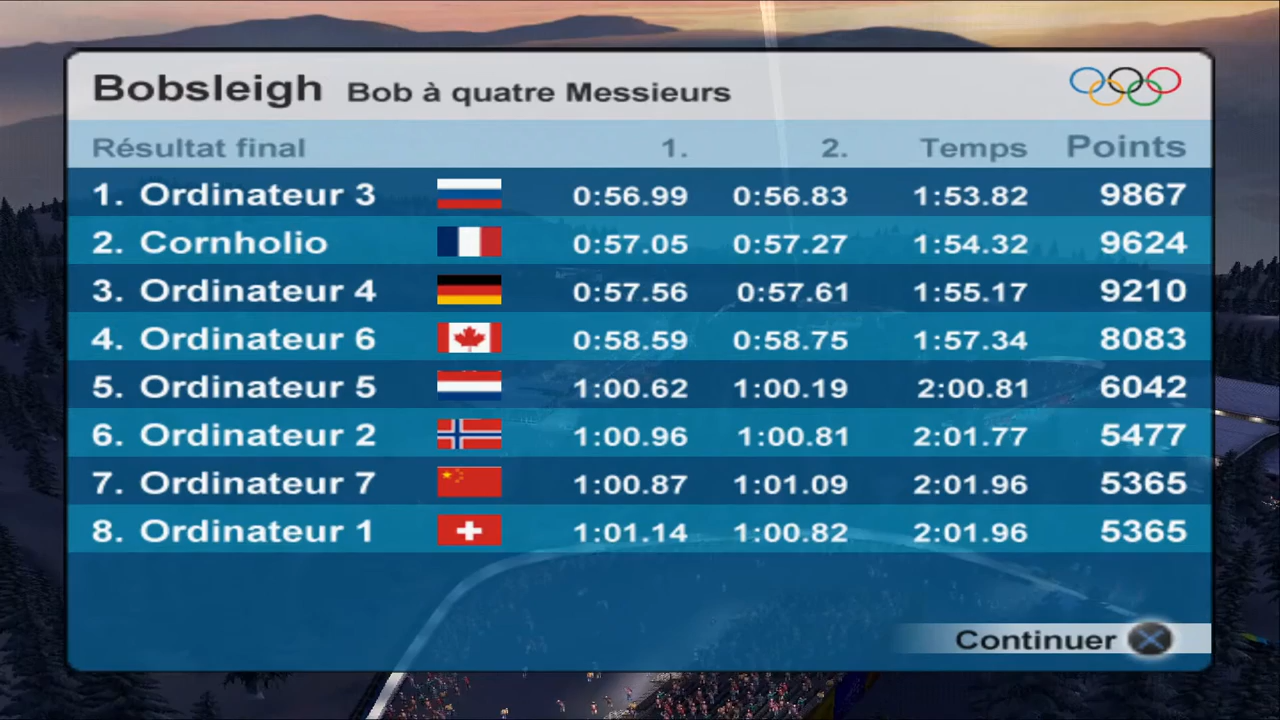 Bobsleigh Bob à quatre Messieurs
Résultat final 1. 2. Temps Points
1. Ordinateur 3 0:56.99 0:56.83 1:53.82 9867
2. Cornholio 0:57.05 0:57.27 1:54.32 9624
3. Ordinateur 4 0:57.56 0:57.61 1:55.17 9210
4. Ordinateur 6 0:58.59 0:58.75 1:57.34 8083
5. Ordinateur 5 1:00.62 1:00.19 2:00.81 6042
6. Ordinateur 2 1:00.96 1:00.81 2:01.77 5477
7. Ordinateur 7 1:00.87 1:01.09 2:01.96 5365
8. Ordinateur 1 1:01.14 1:00.82 2:01.96 5365
Continuer